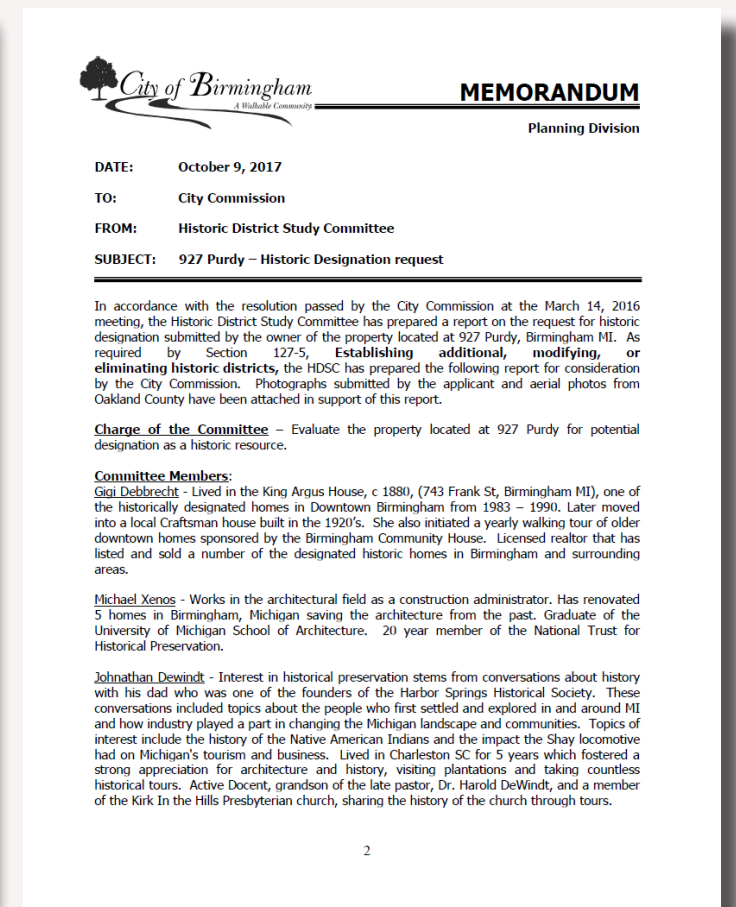 City of Birmingham
A Walkable Community
MEMORANDUM
Planning Division
DATE: October 9, 2017
TO: City Commission
FROM: Historic District Study Committee
SUBJECT: 927 Purdy – Historic Designation request
In accordance with the resolution passed by the City Commission at the March 14, 2016
meeting, the Historic District Study Committee has prepared a report on the request for historic
designation submitted by the owner of the property located at 927 Purdy, Birmingham MI. As
required by Section 127-5, Establishing additional, modifying, or
eliminating historic districts, the HDSC has prepared the following report for consideration
by the City Commission. Photographs submitted by the applicant and aerial photos from
Oakland County have been attached in support of this report.
Charge of the Committee – Evaluate the property located at 927 Purdy for potential
designation as a historic resource.
Committee Members:
Gigi Debbrecht - Lived in the King Argus House, c 1880, (743 Frank St, Birmingham MI), one of
the historically designated homes in Downtown Birmingham from 1983 – 1990. Later moved
into a local Craftsman house built in the 1920's. She also initiated a yearly walking tour of older
downtown homes sponsored by the Birmingham Community House. Licensed realtor that has
listed and sold a number of the designated historic homes in Birmingham and surrounding
areas.
Michael Xenos - Works in the architectural field as a construction administrator. Has renovated
5 homes in Birmingham, Michigan saving the architecture from the past. Graduate of the
University of Michigan School of Architecture. 20 year member of the National Trust for
Historical Preservation.
Johnathan Dewindt - Interest in historical preservation stems from conversations about history
with his dad who was one of the founders of the Harbor Springs Historical Society. These
conversations included topics about the people who first settled and explored in and around MI
and how industry played a part in changing the Michigan landscape and communities. Topics of
interest include the history of the Native American Indians and the impact the Shay locomotive
had on Michigan's tourism and business. Lived in Charleston SC for 5 years which fostered a
strong appreciation for architecture and history, visiting plantations and taking countless
historical tours. Active Docent, grandson of the late pastor, Dr. Harold DeWindt, and a member
of the Kirk In the Hills Presbyterian church, sharing the history of the church through tours.
2